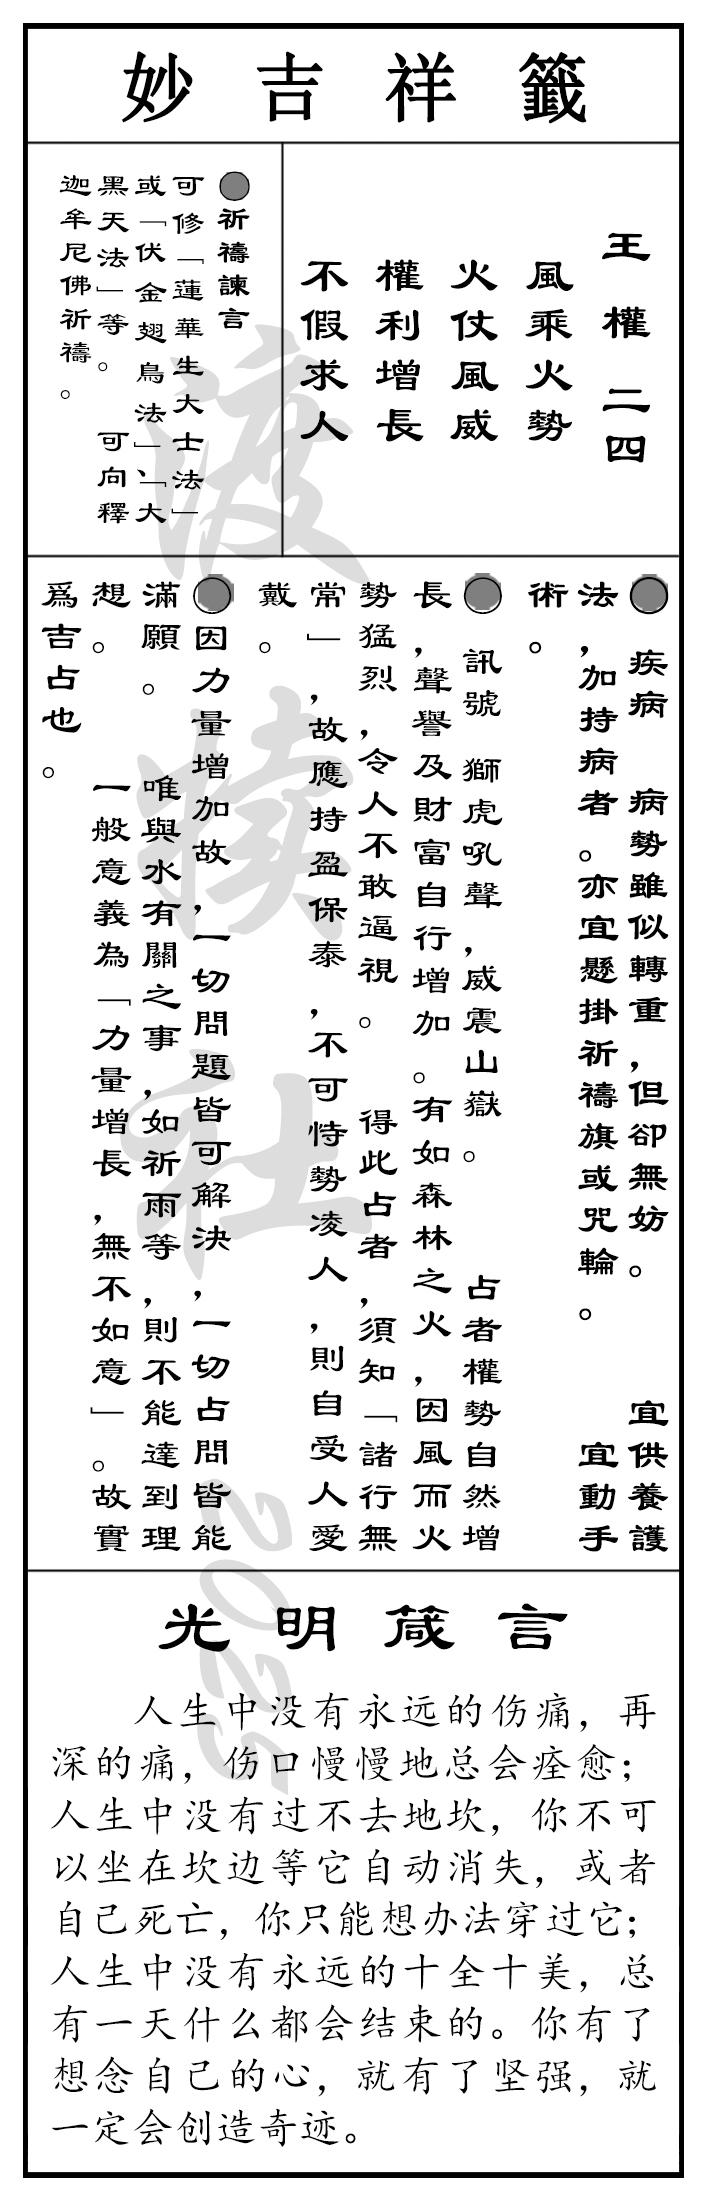 妙吉祥籤
王權 二四
風乘火勢
火仗風威
權利增長
不假求人
●祈禱諫言
可修「蓮華生大士法」
或「伏金翅鳥法」、「大
黑天法」等。 可向釋
迦牟尼佛祈禱。
● 疾病 病勢雖似轉重,但卻無妨。 宜供養護
法,加持病者。亦宜懸掛祈禱旗或咒輪。 宜動手
術。
● 訊號 獅虎吼聲,威震山嶽。 占者權勢自然增
長,聲譽及財富自行增加。有如森林之火,因風而火
勢猛烈,令人不敢逼視。 得此占者,須知「諸行無
常」,故應持盈保泰,不可恃勢凌人,則自受人愛
戴。
●因力量增加故,一切問題皆可解決,一切占問皆能
滿願。 唯與水有關之事,如祈雨等,則不能達到理
想。 一般意義為「力量增長,無不如意」。故實
爲吉占也。
光明箴言
人生中没有永远的伤痛，再
深的痛，伤口慢慢地总会痊愈；
人生中没有过不去地坎，你不可
以坐在坎边等它自动消失，或者
自己死亡，你只能想办法穿过它；
人生中没有永远的十全十美，总
有一天什么都会结束的。你有了
想念自己的心，就有了坚强，就
一定会创造奇迹。
渡犊社2025